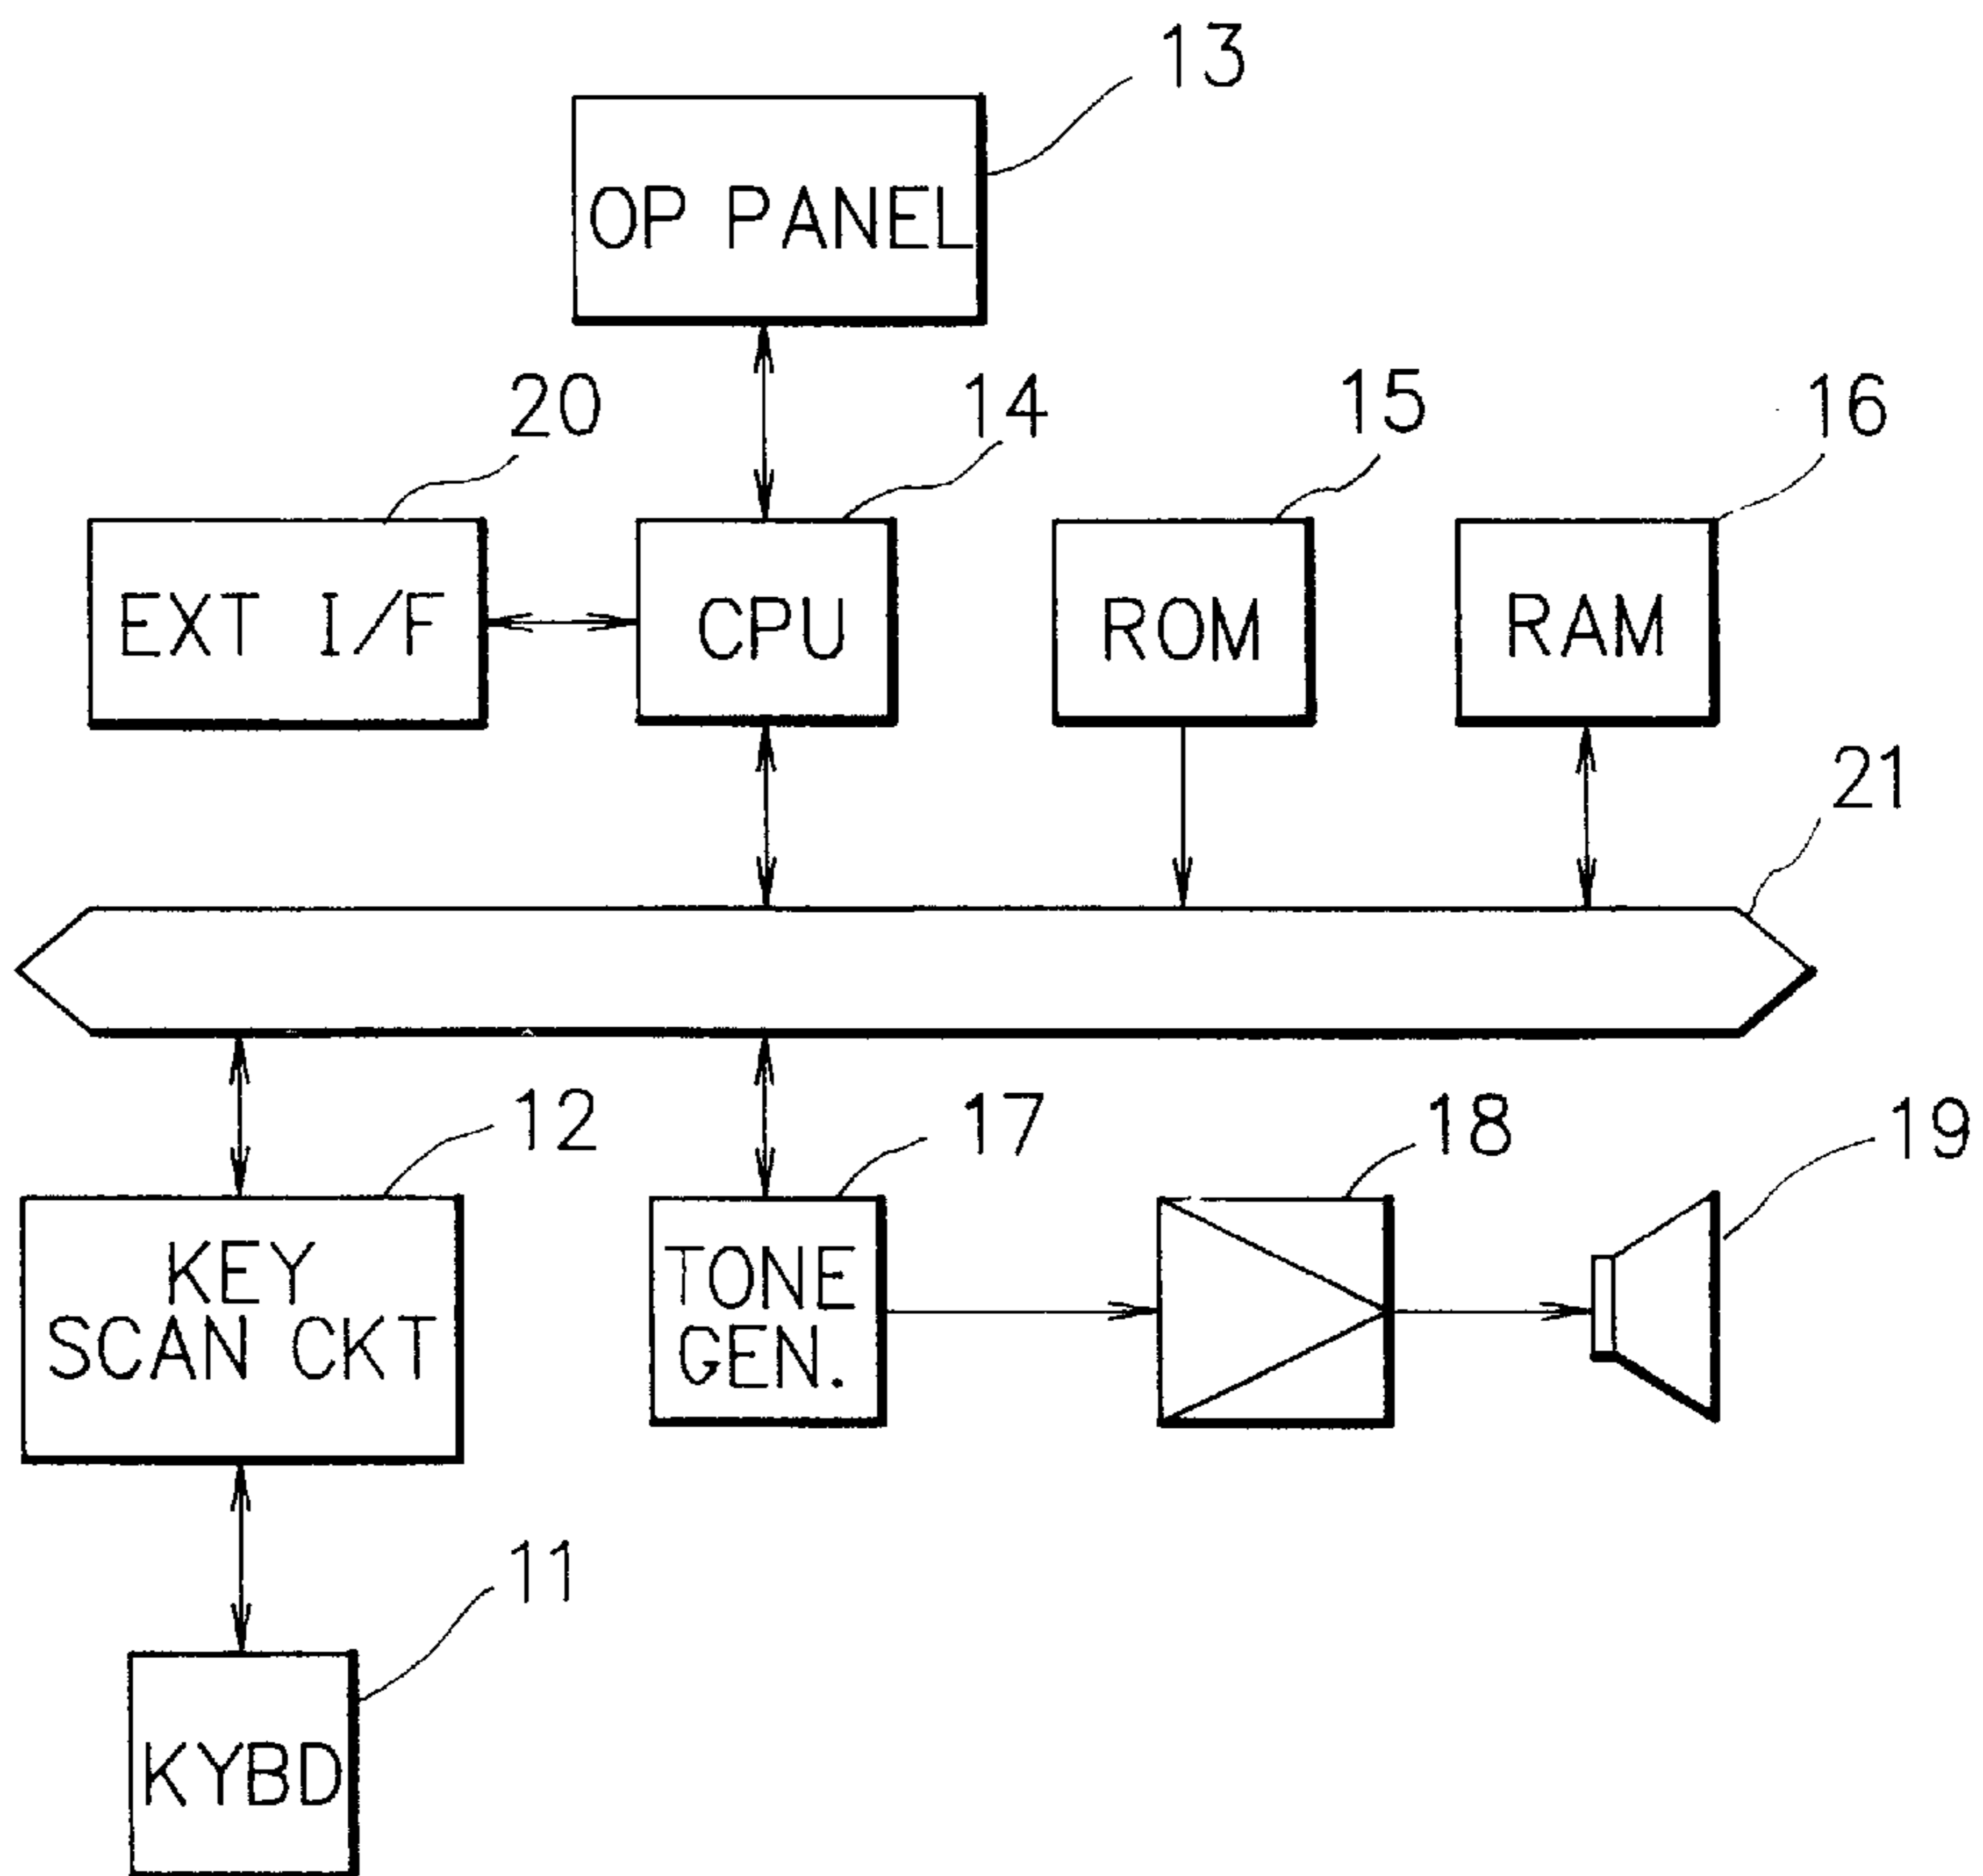 13
OP PANEL
20
14
15
16
EXT I/F
CPU
ROM
RAM
21
12
17
18
19
KEY
SCAN CKT
TONE
GEN.
11
KYBD